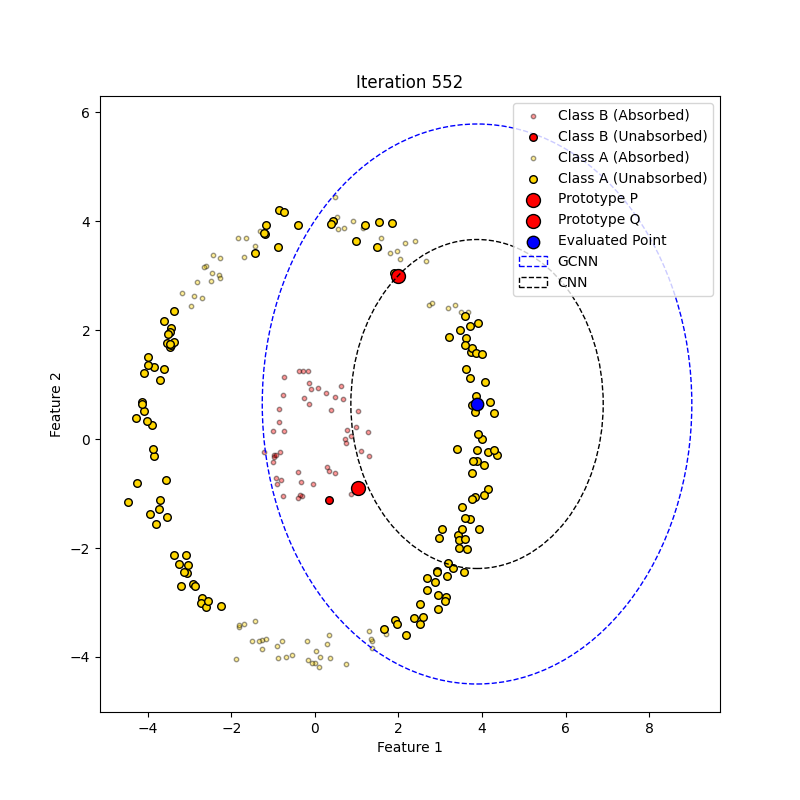 Iteration 552
6
4
2
0
−2
−4
−4
−2
0
2
4
6
8
Feature 1
Feature 2
Class B (Absorbed)
Class B (Unabsorbed)
Class A (Absorbed)
Class A (Unabsorbed)
Prototype P
Prototype Q
Evaluated Point
GCNN
CNN